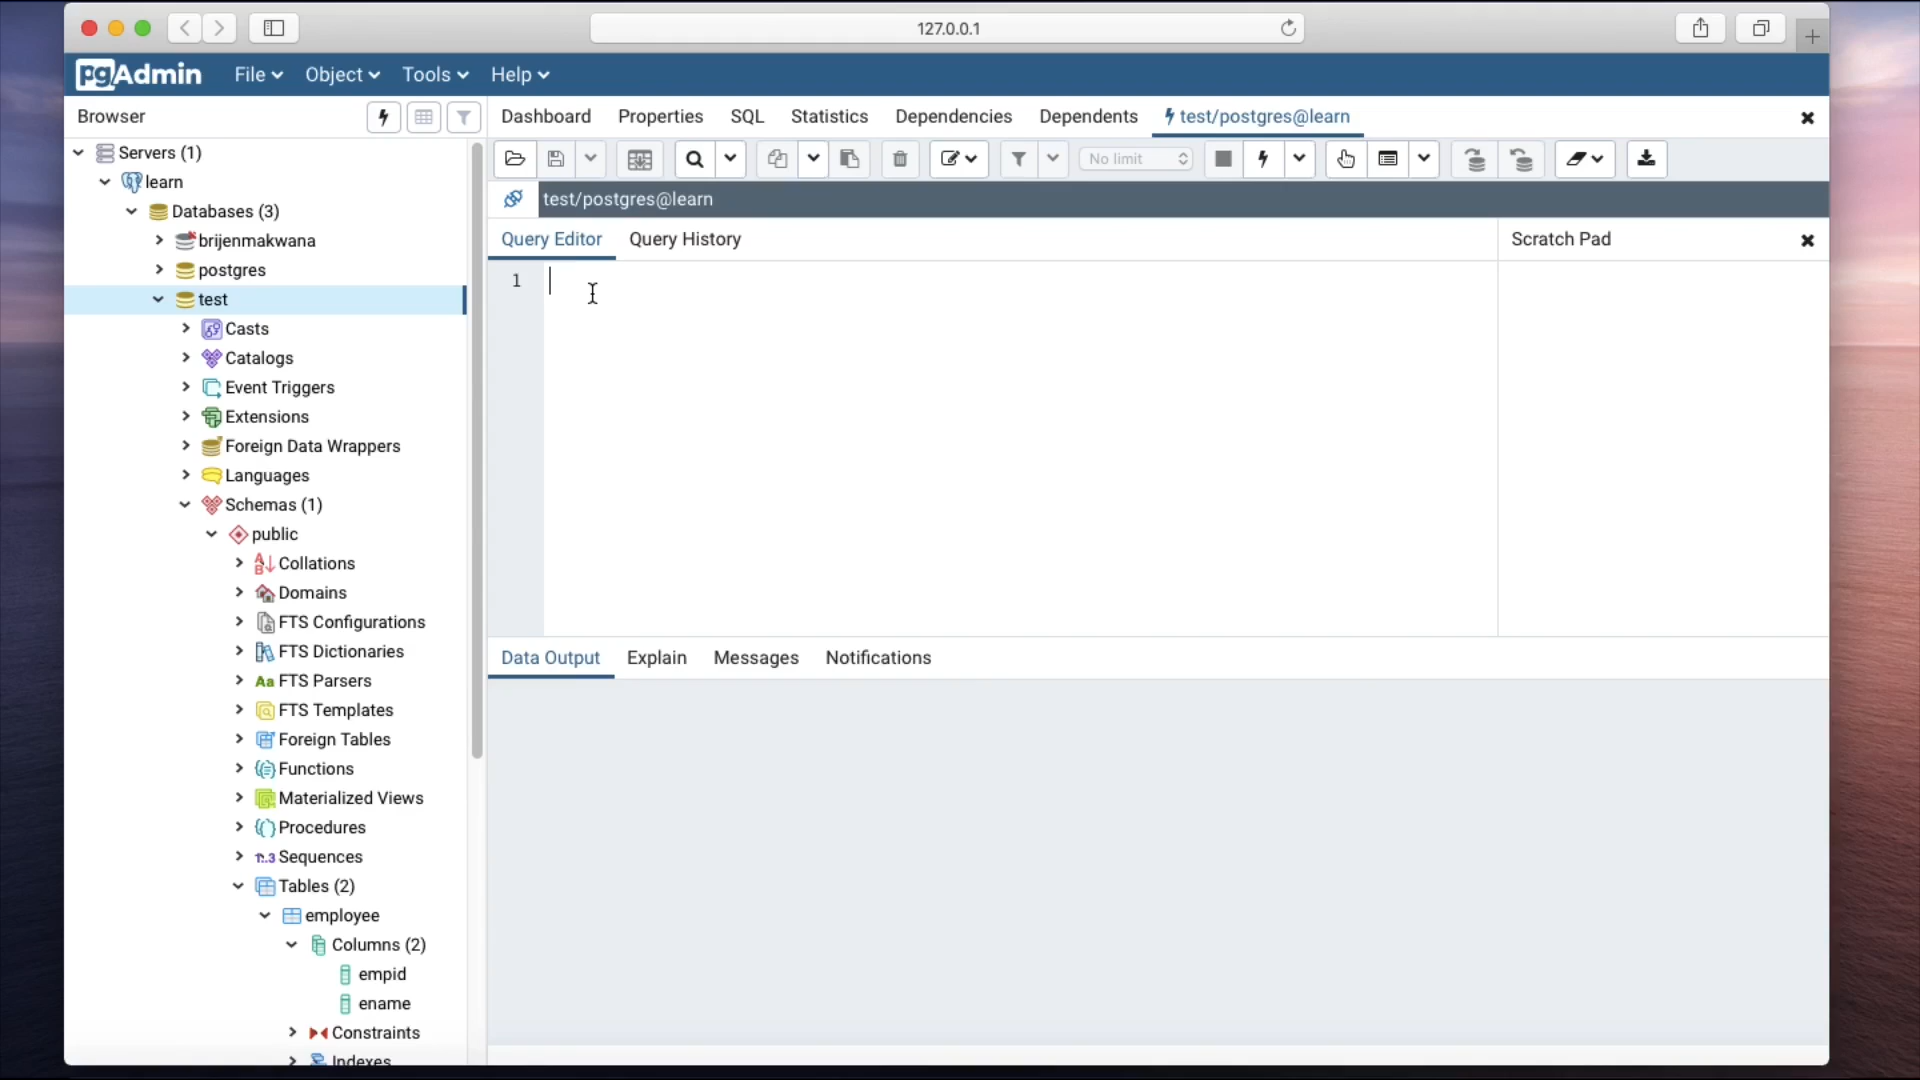 127.0.0.1
pgAdmin File Object Tools Help
Browser
Dashboard Properties SQL Statistics Dependencies Dependents test/postgres@learn
No limit
test/postgres@learn
Query Editor Query History
Scratch Pad
1
Servers (1)
learn
Databases (3)
brijenmakwana
postgres
test
Casts
Catalogs
Event Triggers
Extensions
Foreign Data Wrappers
Languages
Schemas (1)
public
Collations
Domains
FTS Configurations
FTS Dictionaries
Aa FTS Parsers
FTS Templates
Foreign Tables
Functions
Materialized Views
Procedures
1..3 Sequences
Tables (2)
employee
Columns (2)
empid
ename
Constraints
Indexes
Data Output Explain Messages Notifications